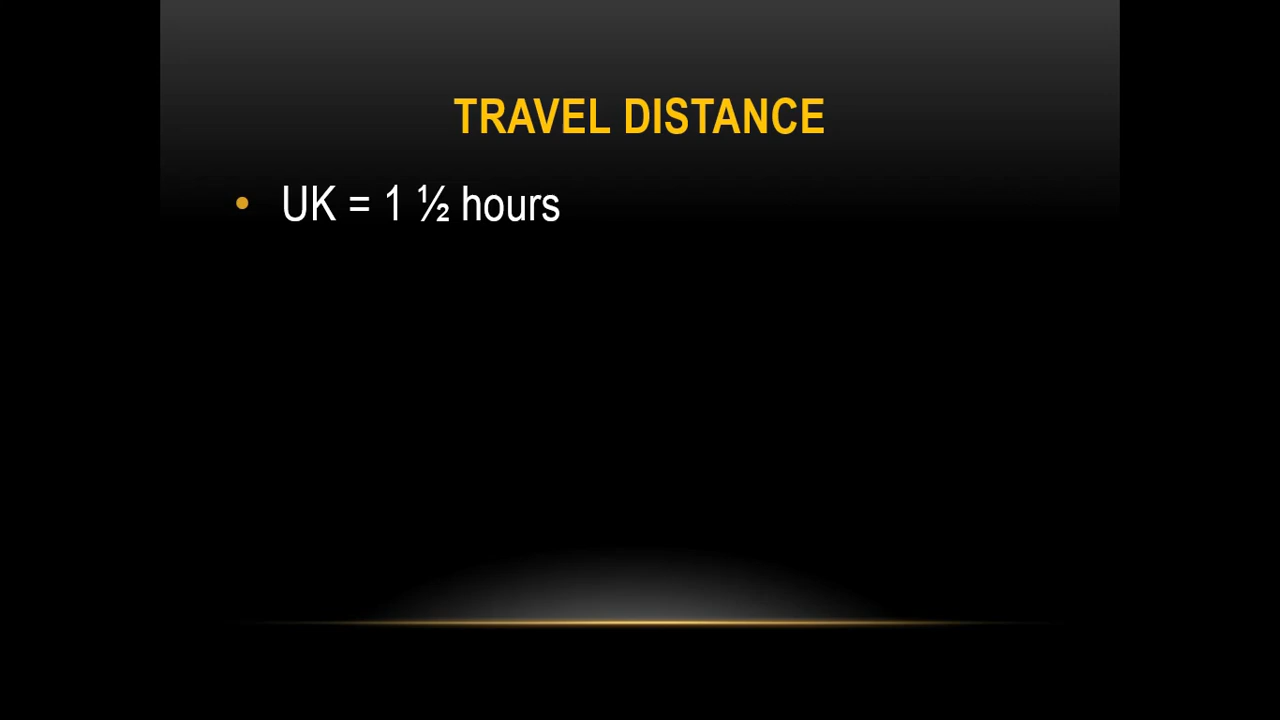 TRAVEL DISTANCE
• UK = 1 ½ hours